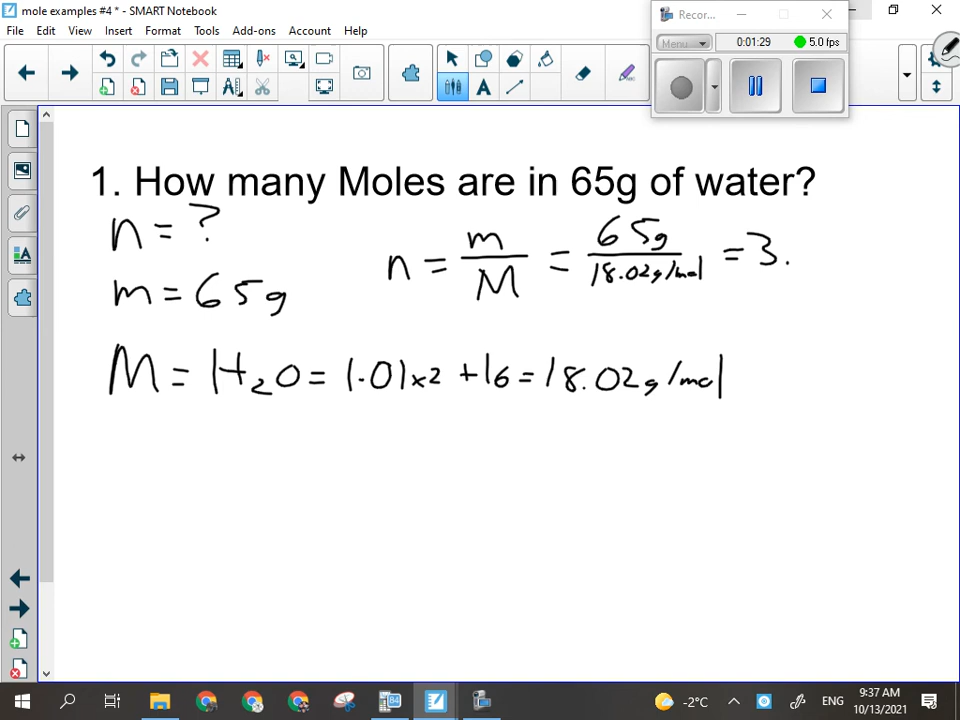 mole examples #4 * - SMART Notebook
Recor...
File Edit View Insert Format Tools Add-ons Account Help
Menu
0:01:29
5.0 fps
A
1. How many Moles are in 65g of water?
n = ?
n = m/M = 65g/18.02g/mol = 3.
m = 65g
M = H₂O = 1.01x2 + 16 = 18.02g/mol
-2°C
ENG
9:37 AM
10/13/2021